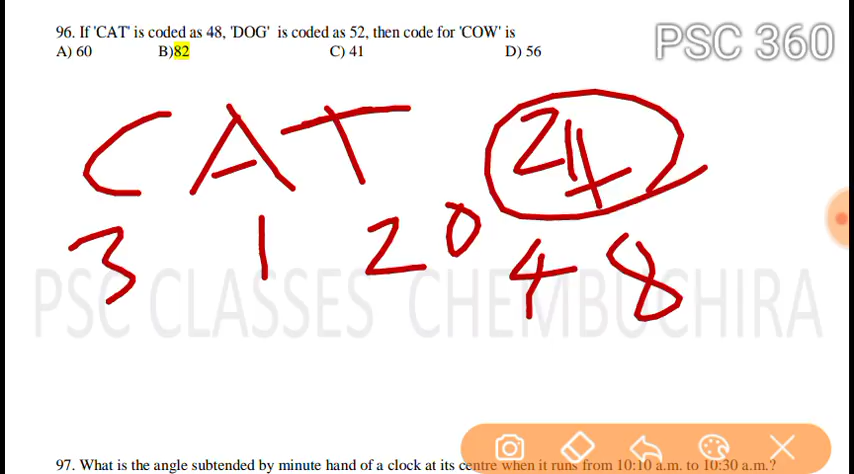 96. If 'CAT' is coded as 48, 'DOG' is coded as 52, then code for 'COW' is
A) 60 B)82 C) 41 D) 56
PSC 360
CAT 24
3 1 20 48
PSC CLASSES CHEMBUCHIRA
97. What is the angle subtended by minute hand of a clock at its centre when it runs from 10:10 a.m. to 10:30 a.m.?